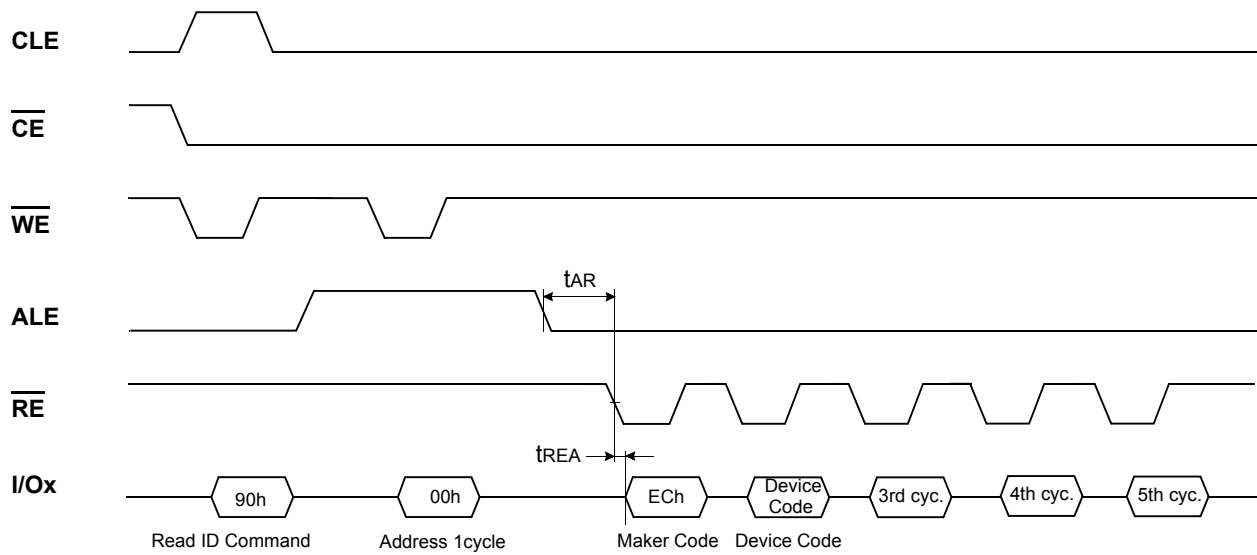 CLE
CE
WE
ALE
tAR
RE
tREA
I/Ox
90h
00h
ECh
Device
Code
3rd cyc.
4th cyc.
5th cyc.
Read ID Command
Address 1cycle
Maker Code
Device Code